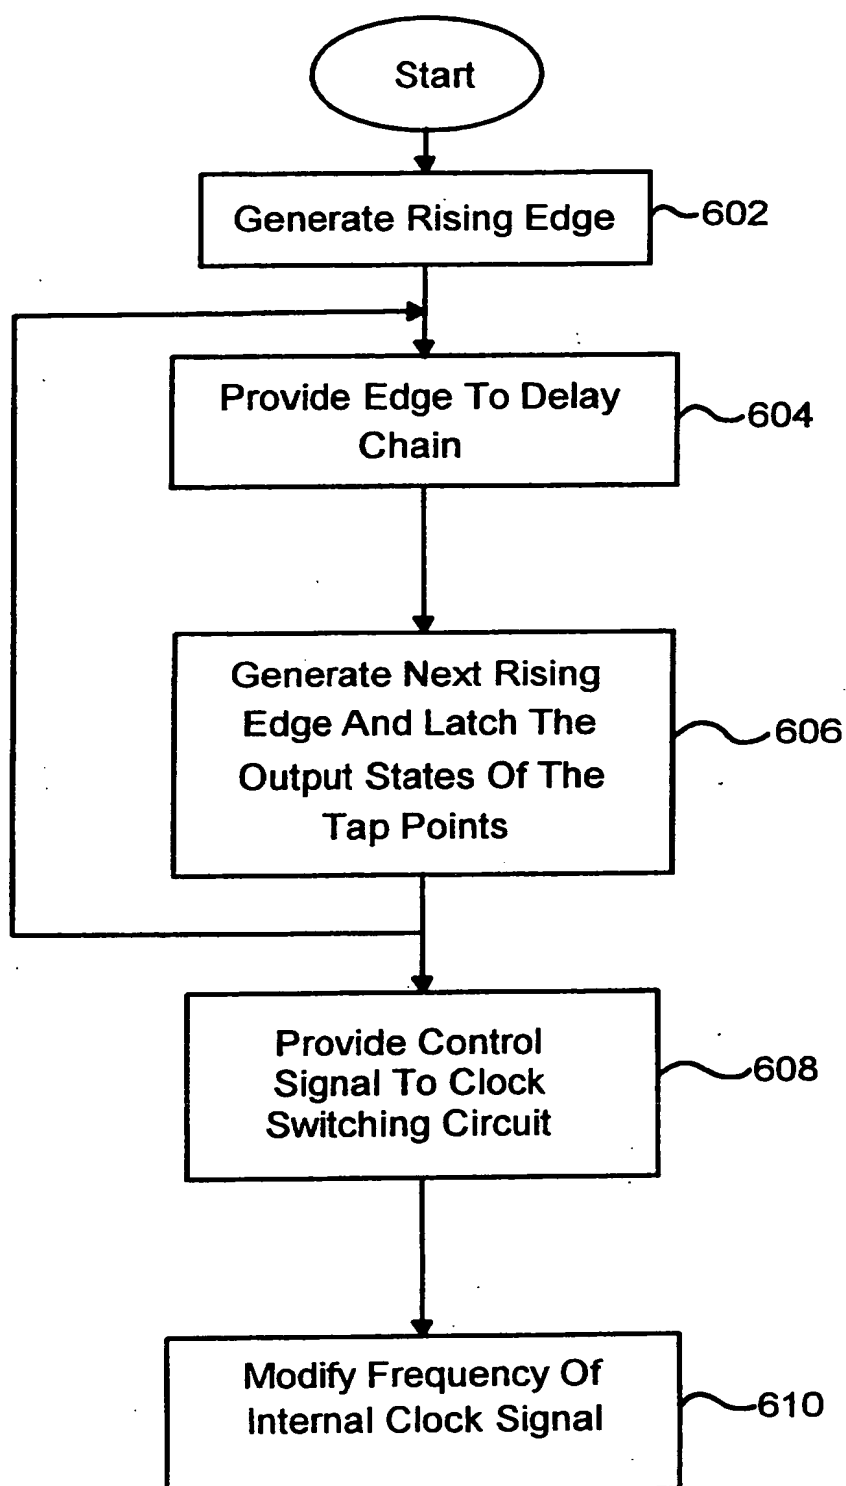 Start
Generate Rising Edge
602
Provide Edge To Delay
Chain
604
Generate Next Rising
Edge And Latch The
Output States Of The
Tap Points
606
Provide Control
Signal To Clock
Switching Circuit
608
Modify Frequency Of
Internal Clock Signal
610